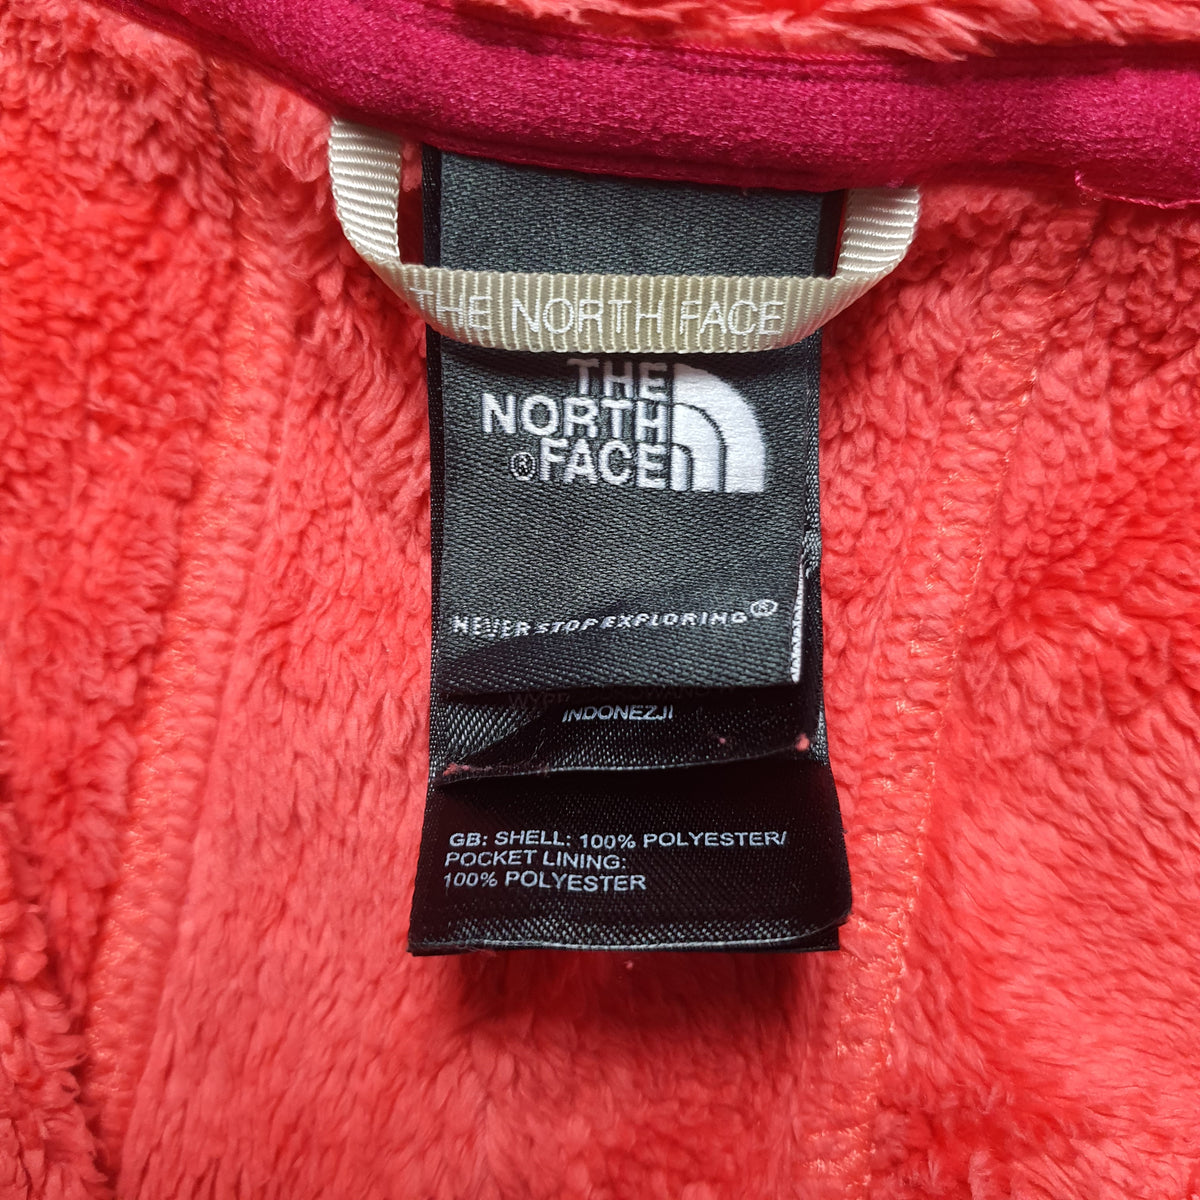 THE NORTH FACE
THE
NORTH
®FACE
NEVER STOP EXPLORING®
INDONEZJI
GB: SHELL: 100% POLYESTER/
POCKET LINING:
100% POLYESTER